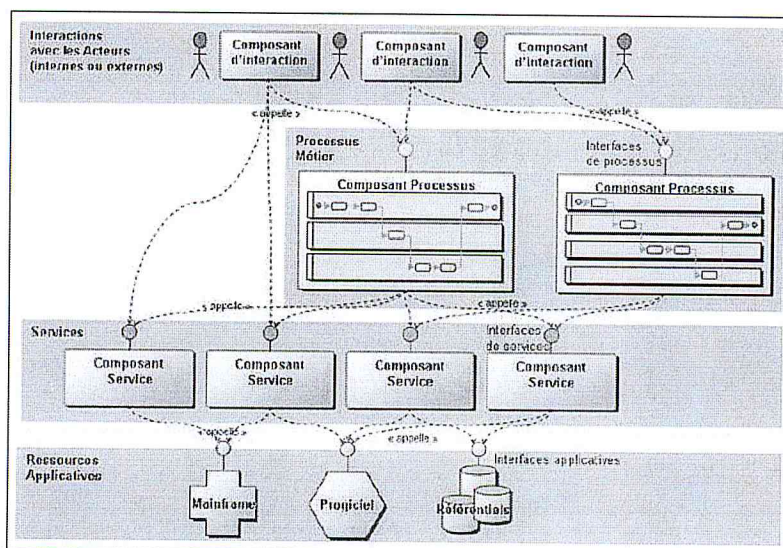 Interactions
avec les Acteurs
(internes ou externes)
Composant
d'interaction
Composant
d'interaction
Composant
d'interaction
« appelle »
« appelle »
Processus
Métier
Interfaces
de processus
Composant Processus
Composant Processus
« appelle »
« appelle »
Services
Interfaces
de services
Composant
Service
Composant
Service
Composant
Service
Composant
Service
« appelle »
« appelle »
Ressources
Applicatives
Interfaces applicatives
Mainframe
Progiciel
Référentiels